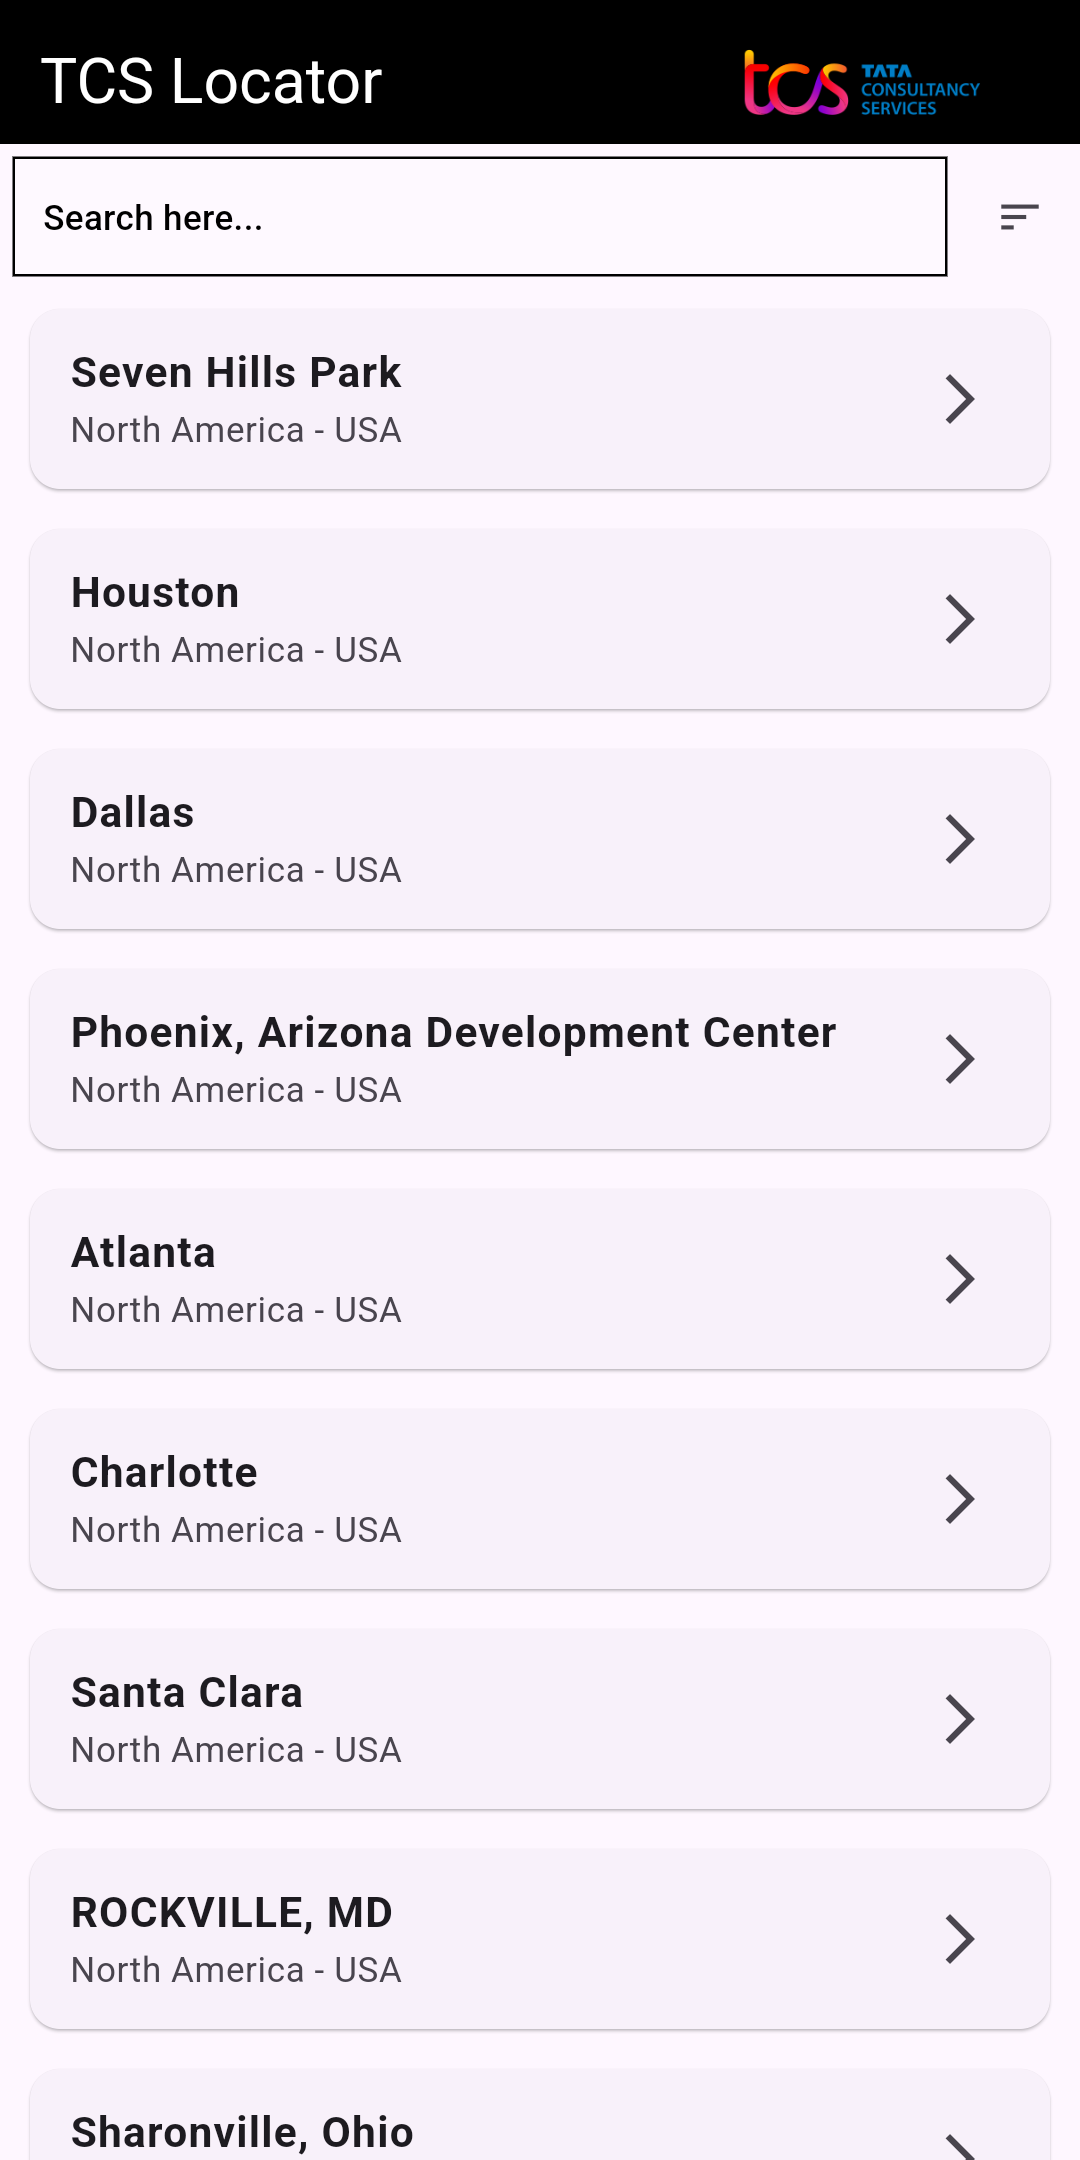 TCS Locator
tcs TATA
CONSULTANCY
SERVICES
Search here...
Seven Hills Park
North America - USA
Houston
North America - USA
Dallas
North America - USA
Phoenix, Arizona Development Center
North America - USA
Atlanta
North America - USA
Charlotte
North America - USA
Santa Clara
North America - USA
ROCKVILLE, MD
North America - USA
Sharonville, Ohio